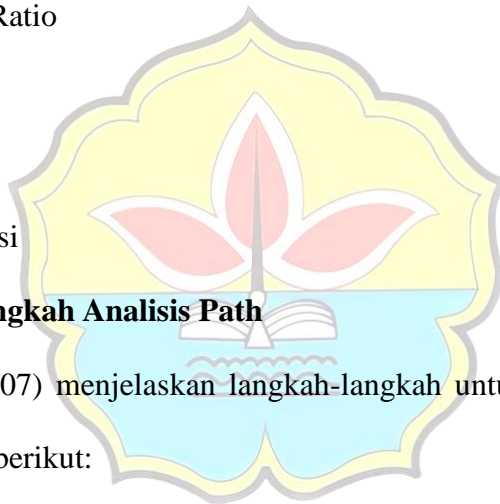 Ratio
si
ngkah Analisis Path
07) menjelaskan langkah-langkah untu
berikut: